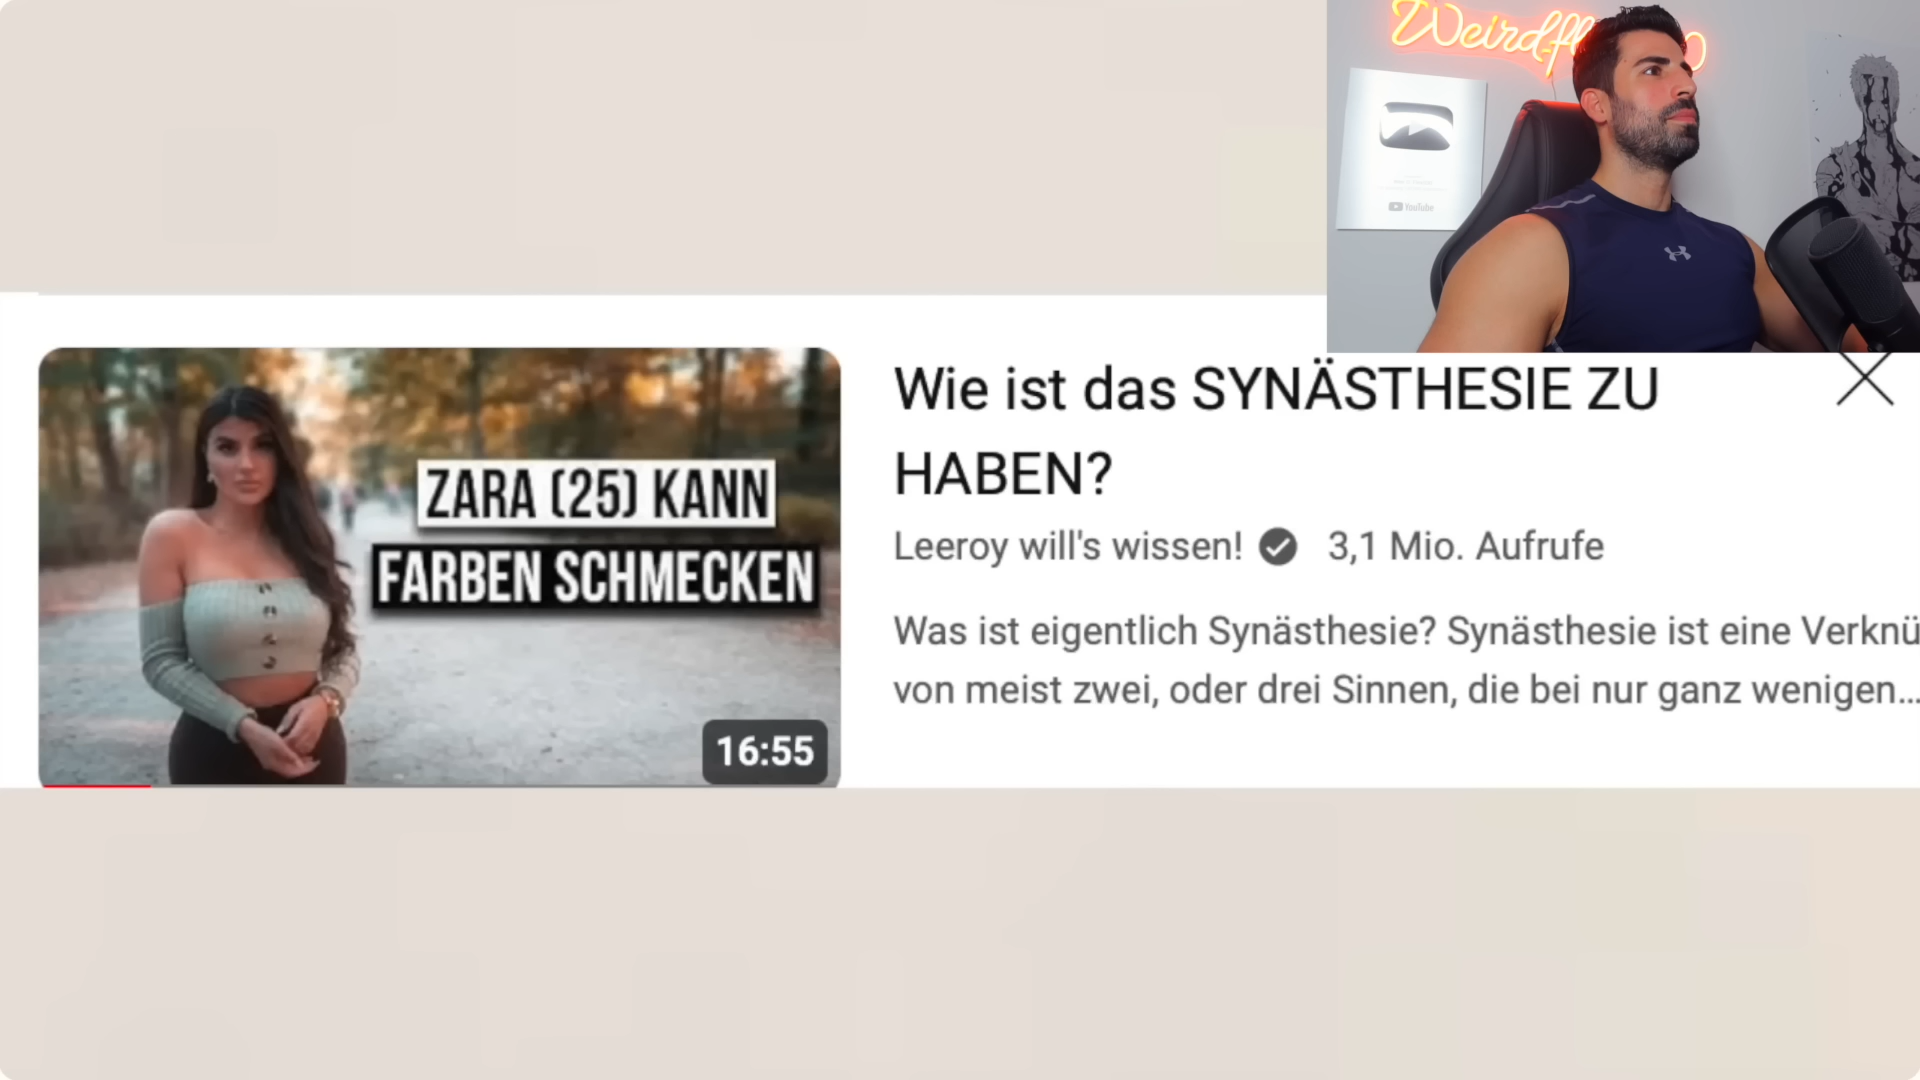 YouTube
Wie ist das SYNÄSTHESIE ZU
HABEN?
Leeroy will's wissen! 3,1 Mio. Aufrufe
Was ist eigentlich Synästhesie? Synästhesie ist eine Verknü
von meist zwei, oder drei Sinnen, die bei nur ganz wenigen...
ZARA (25) KANN
FARBEN SCHMECKEN
16:55